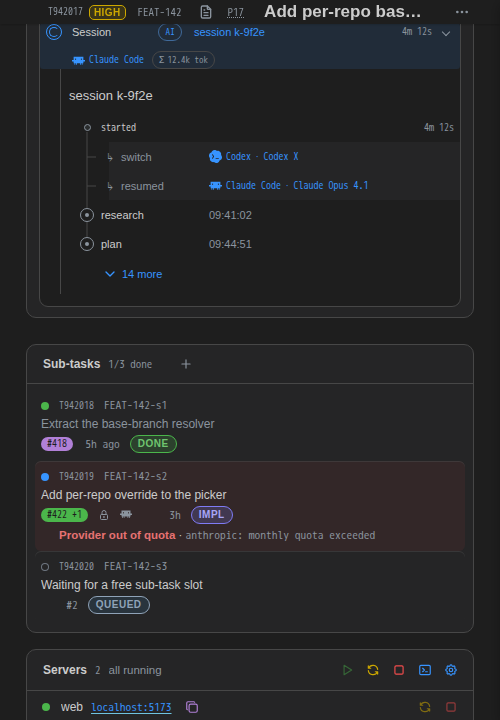 T942017 HIGH FEAT-142 P17 Add per-repo bas… ···
Session AI session k-9f2e 4m 12s
Claude Code Σ 12.4k tok
session k-9f2e
started 4m 12s
↳ switch Codex · Codex X
↳ resumed Claude Code · Claude Opus 4.1
research 09:41:02
plan 09:44:51
14 more
Sub-tasks 1/3 done +
T942018 FEAT-142-s1
Extract the base-branch resolver
#418 5h ago DONE
T942019 FEAT-142-s2
Add per-repo override to the picker
#422 +1 3h IMPL
Provider out of quota · anthropic: monthly quota exceeded
T942020 FEAT-142-s3
Waiting for a free sub-task slot
#2 QUEUED
Servers 2 all running
web localhost:5173